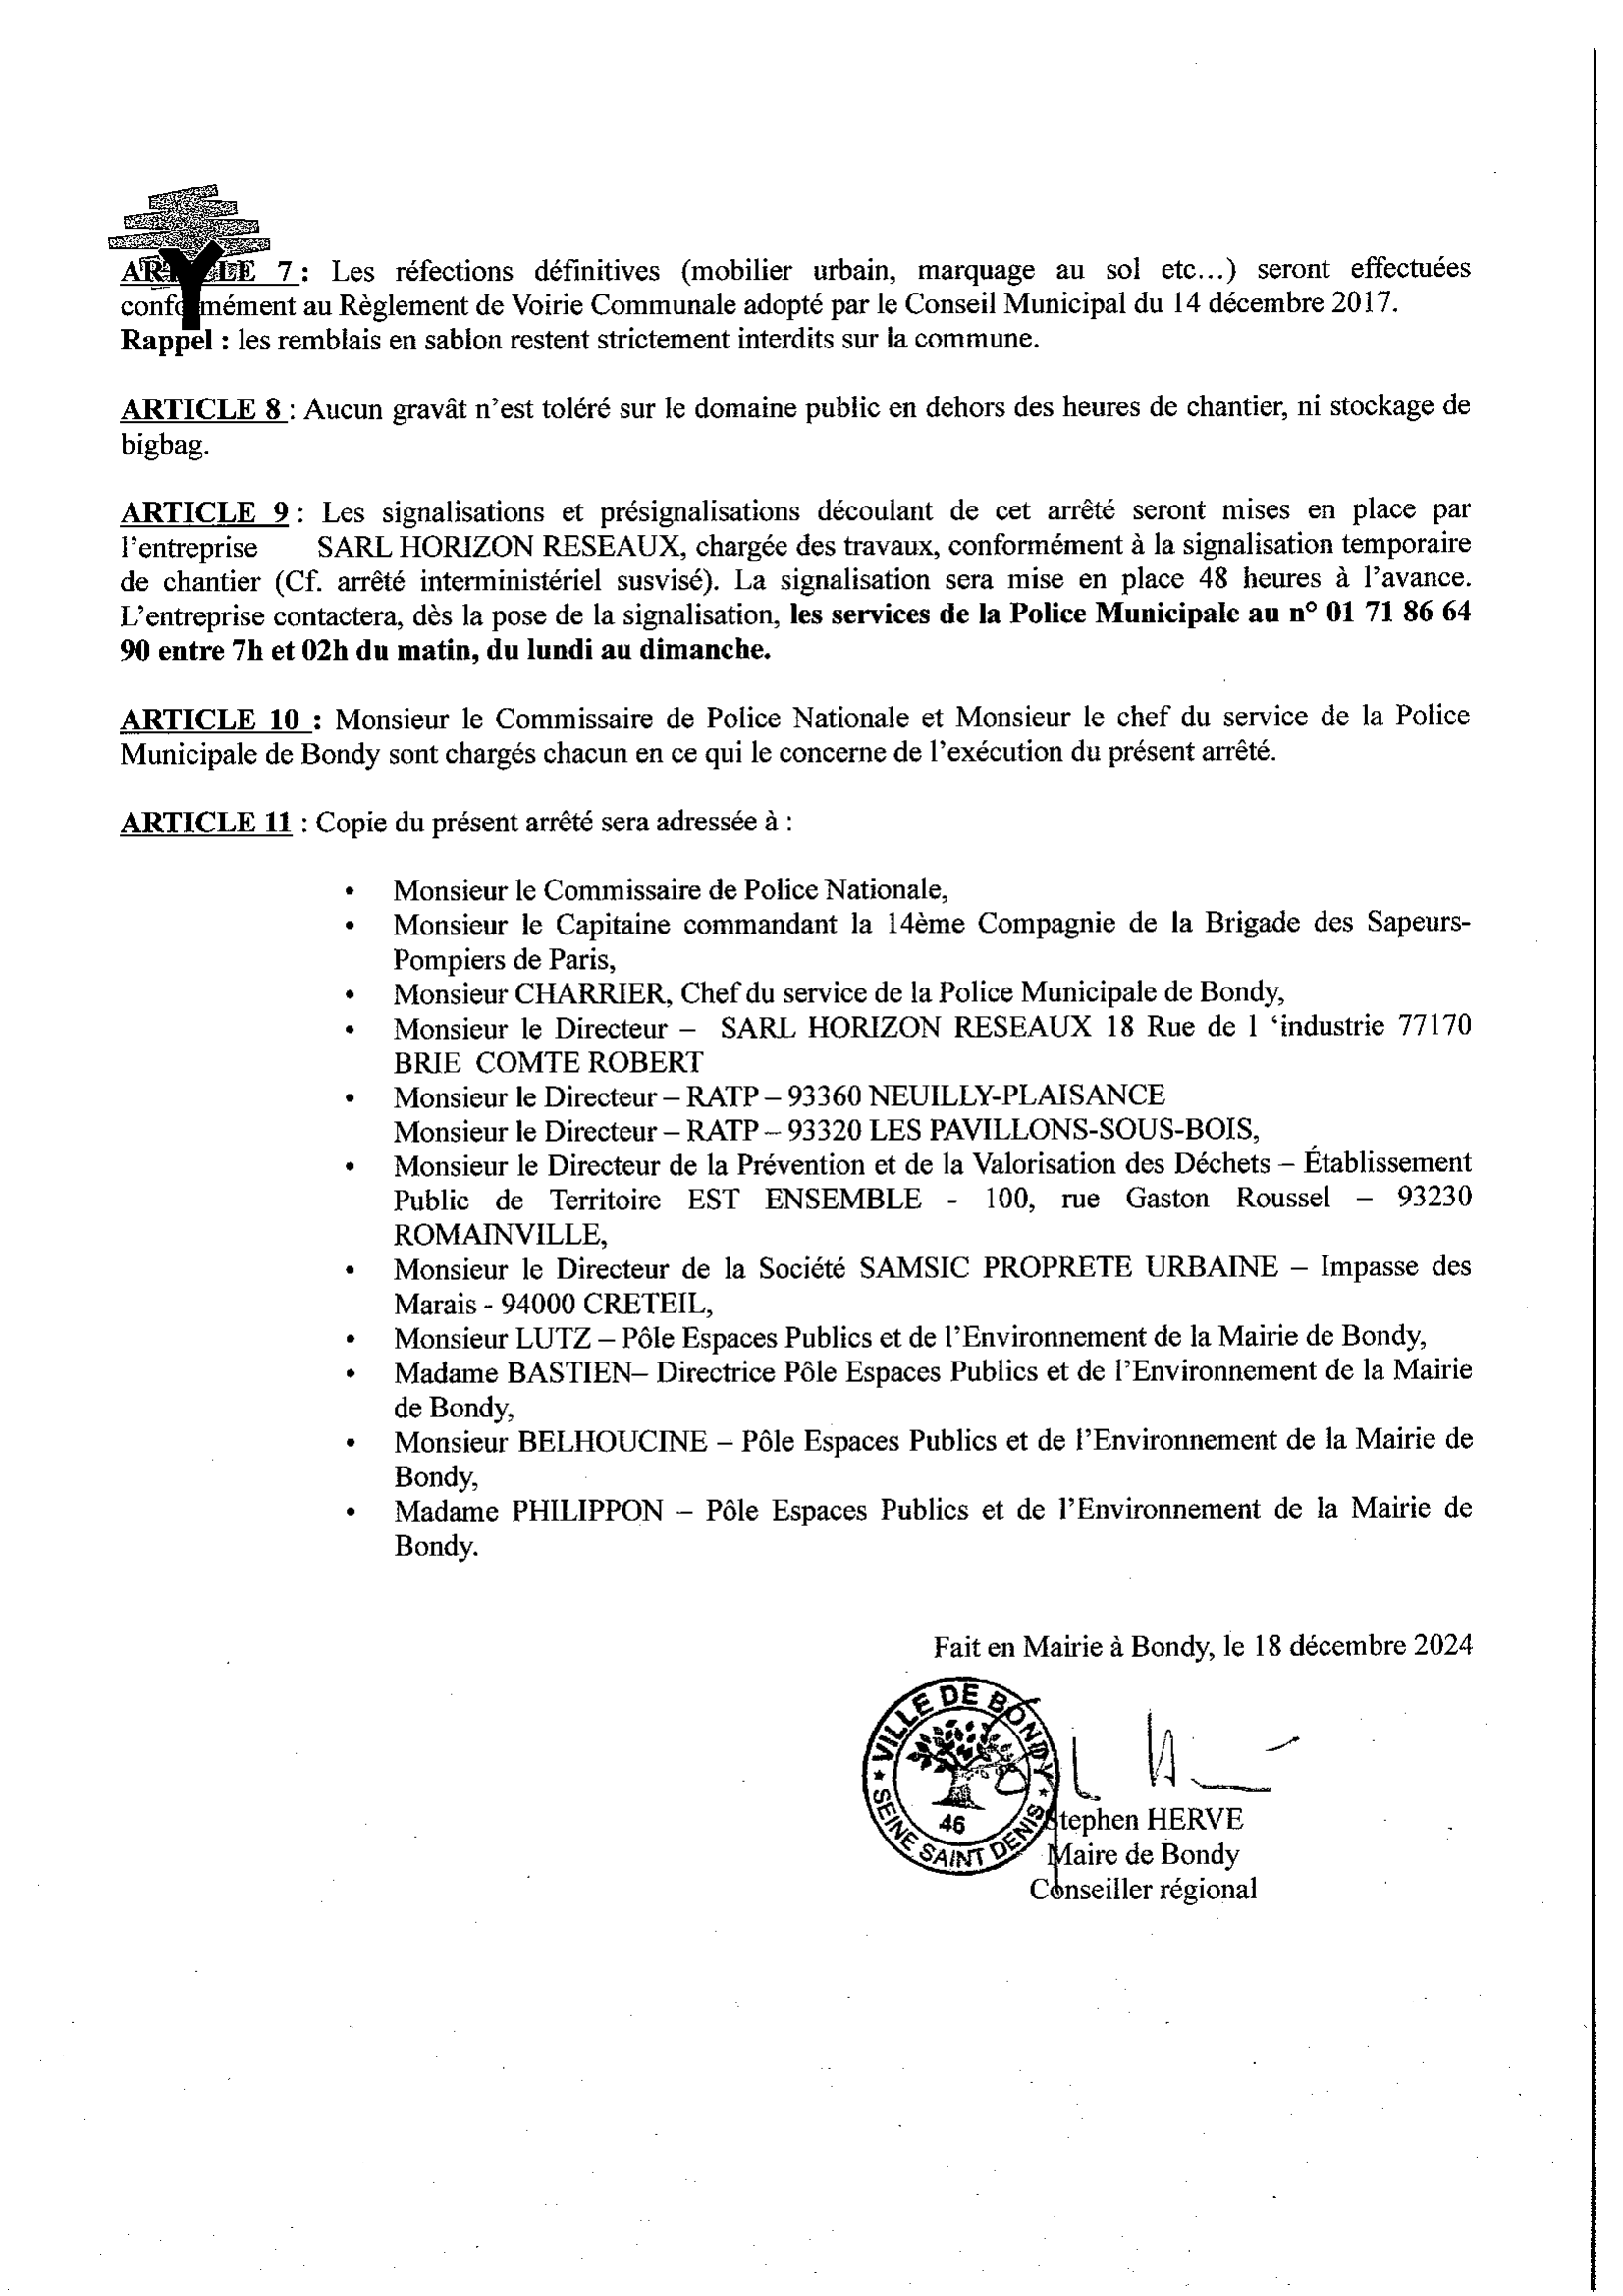 ARTICLE 7 : Les réfections définitives (mobilier urbain, marquage au sol etc...) seront effectuées
conformément au Règlement de Voirie Communale adopté par le Conseil Municipal du 14 décembre 2017.
Rappel : les remblais en sablon restent strictement interdits sur la commune.
ARTICLE 8 : Aucun gravât n'est toléré sur le domaine public en dehors des heures de chantier, ni stockage de
bigbag.
ARTICLE 9 : Les signalisations et présignalisations découlant de cet arrêté seront mises en place par
l'entreprise SARL HORIZON RESEAUX, chargée des travaux, conformément à la signalisation temporaire
de chantier (Cf. arrêté interministériel susvisé). La signalisation sera mise en place 48 heures à l'avance.
L'entreprise contactera, dès la pose de la signalisation, les services de la Police Municipale au n° 01 71 86 64
90 entre 7h et 02h du matin, du lundi au dimanche.
ARTICLE 10 : Monsieur le Commissaire de Police Nationale et Monsieur le chef du service de la Police
Municipale de Bondy sont chargés chacun en ce qui le concerne de l'exécution du présent arrêté.
ARTICLE 11 : Copie du présent arrêté sera adressée à :
• Monsieur le Commissaire de Police Nationale,
• Monsieur le Capitaine commandant la 14ème Compagnie de la Brigade des Sapeurs-
Pompiers de Paris,
• Monsieur CHARRIER, Chef du service de la Police Municipale de Bondy,
• Monsieur le Directeur – SARL HORIZON RESEAUX 18 Rue de l ‘industrie 77170
BRIE COMTE ROBERT
• Monsieur le Directeur – RATP – 93360 NEUILLY-PLAISANCE
Monsieur le Directeur – RATP – 93320 LES PAVILLONS-SOUS-BOIS,
• Monsieur le Directeur de la Prévention et de la Valorisation des Déchets – Établissement
Public de Territoire EST ENSEMBLE - 100, rue Gaston Roussel – 93230
ROMAINVILLE,
• Monsieur le Directeur de la Société SAMSIC PROPRETE URBAINE – Impasse des
Marais - 94000 CRETEIL,
• Monsieur LUTZ – Pôle Espaces Publics et de l'Environnement de la Mairie de Bondy,
• Madame BASTIEN– Directrice Pôle Espaces Publics et de l'Environnement de la Mairie
de Bondy,
• Monsieur BELHOUCINE – Pôle Espaces Publics et de l'Environnement de la Mairie de
Bondy,
• Madame PHILIPPON – Pôle Espaces Publics et de l'Environnement de la Mairie de
Bondy.
Fait en Mairie à Bondy, le 18 décembre 2024
VILLE DE BONDY
46
SEINE SAINT DENIS
Stephen HERVE
Maire de Bondy
Conseiller régional